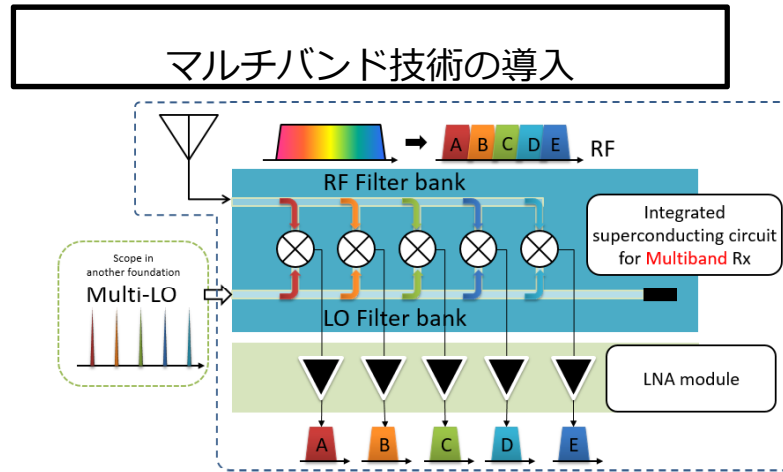 マルチバンド技術の導入
A B C D E RF
RF Filter bank
Integrated
superconducting circuit
for Multiband Rx
Scope in
another foundation
Multi-LO
LO Filter bank
LNA module
A B C D E